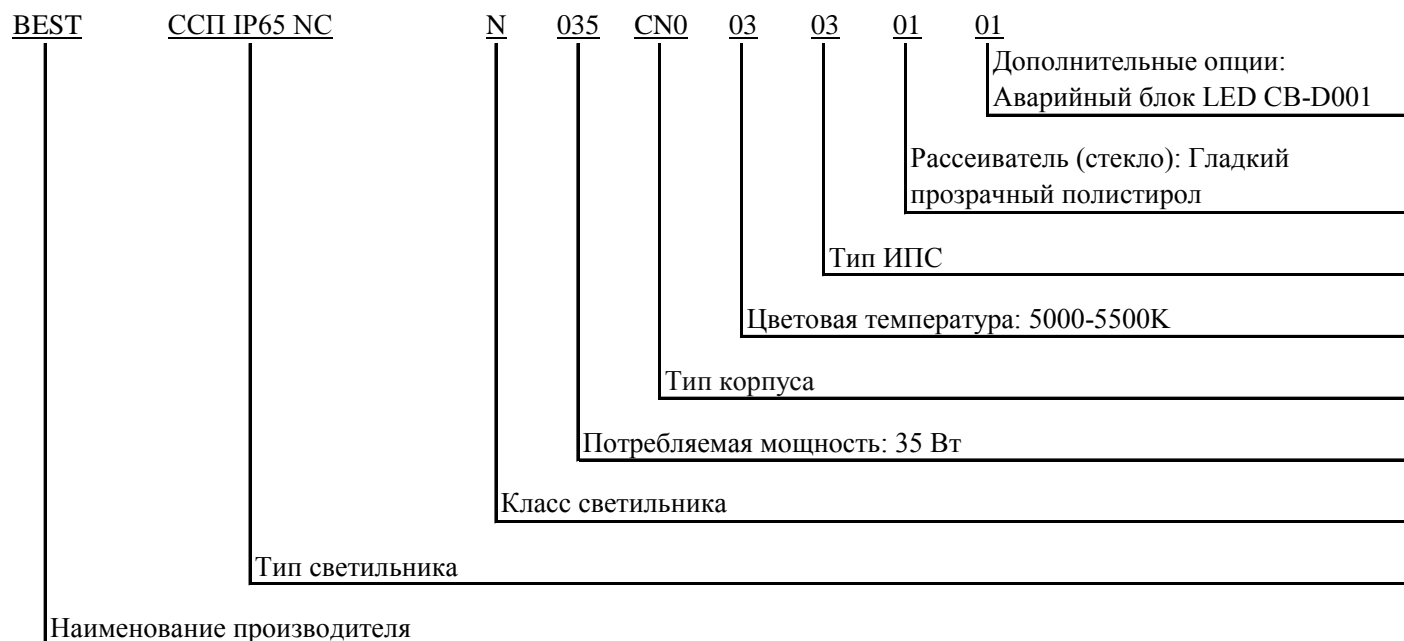 BEST ССП IP65 NC N 035 CN0 03 03 01 01
Дополнительные опции:
Аварийный блок LED CB-D001
Рассеиватель (стекло): Гладкий
прозрачный полистирол
Тип ИПС
Цветовая температура: 5000-5500K
Тип корпуса
Потребляемая мощность: 35 Вт
Класс светильника
Тип светильника
Наименование производителя